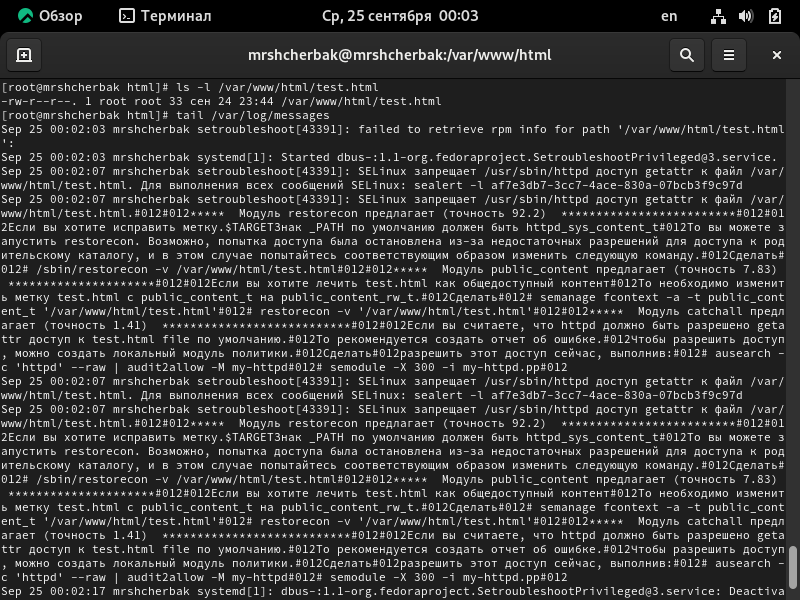 Обзор Терминал Ср, 25 сентября 00:03 en
mrshcherbak@mrshcherbak:/var/www/html
[root@mrshcherbak html]# ls -l /var/www/html/test.html
-rw-r--r--. 1 root root 33 сен 24 23:44 /var/www/html/test.html
[root@mrshcherbak html]# tail /var/log/messages
Sep 25 00:02:03 mrshcherbak setroubleshoot[43391]: failed to retrieve rpm info for path '/var/www/html/test.html
':
Sep 25 00:02:03 mrshcherbak systemd[1]: Started dbus-:1.1-org.fedoraproject.SetroubleshootPrivileged@3.service.
Sep 25 00:02:07 mrshcherbak setroubleshoot[43391]: SELinux запрещает /usr/sbin/httpd доступ getattr к файл /var/
www/html/test.html. Для выполнения всех сообщений SELinux: sealert -l af7e3db7-3cc7-4ace-830a-07bcb3f9c97d
Sep 25 00:02:07 mrshcherbak setroubleshoot[43391]: SELinux запрещает /usr/sbin/httpd доступ getattr к файл /var/
www/html/test.html.#012#012*****  Модуль restorecon предлагает (точность 92.2)  *************************#012#01
2Если вы хотите исправить метку.$TARGETЗнак _PATH по умолчанию должен быть httpd_sys_content_t#012То вы можете з
апустить restorecon. Возможно, попытка доступа была остановлена из-за недостаточных разрешений для доступа к род
ительскому каталогу, и в этом случае попытайтесь соответствующим образом изменить следующую команду.#012Сделать#
012# /sbin/restorecon -v /var/www/html/test.html#012#012*****  Модуль public_content предлагает (точность 7.83)
 *********************#012#012Если вы хотите лечить test.html как общедоступный контент#012То необходимо изменит
ь метку test.html с public_content_t на public_content_rw_t.#012Сделать#012# semanage fcontext -a -t public_cont
ent_t '/var/www/html/test.html'#012# restorecon -v '/var/www/html/test.html'#012#012*****  Модуль catchall предл
агает (точность 1.41)  ***************************#012#012Если вы считаете, что httpd должно быть разрешено geta
ttr доступ к test.html file по умолчанию.#012То рекомендуется создать отчет об ошибке.#012Чтобы разрешить доступ
, можно создать локальный модуль политики.#012Сделать#012разрешить этот доступ сейчас, выполнив:#012# ausearch -
c 'httpd' --raw | audit2allow -M my-httpd#012# semodule -X 300 -i my-httpd.pp#012
Sep 25 00:02:07 mrshcherbak setroubleshoot[43391]: SELinux запрещает /usr/sbin/httpd доступ getattr к файл /var/
www/html/test.html. Для выполнения всех сообщений SELinux: sealert -l af7e3db7-3cc7-4ace-830a-07bcb3f9c97d
Sep 25 00:02:07 mrshcherbak setroubleshoot[43391]: SELinux запрещает /usr/sbin/httpd доступ getattr к файл /var/
www/html/test.html.#012#012*****  Модуль restorecon предлагает (точность 92.2)  *************************#012#01
2Если вы хотите исправить метку.$TARGETЗнак _PATH по умолчанию должен быть httpd_sys_content_t#012То вы можете з
апустить restorecon. Возможно, попытка доступа была остановлена из-за недостаточных разрешений для доступа к род
ительскому каталогу, и в этом случае попытайтесь соответствующим образом изменить следующую команду.#012Сделать#
012# /sbin/restorecon -v /var/www/html/test.html#012#012*****  Модуль public_content предлагает (точность 7.83)
 *********************#012#012Если вы хотите лечить test.html как общедоступный контент#012То необходимо изменит
ь метку test.html с public_content_t на public_content_rw_t.#012Сделать#012# semanage fcontext -a -t public_cont
ent_t '/var/www/html/test.html'#012# restorecon -v '/var/www/html/test.html'#012#012*****  Модуль catchall предл
агает (точность 1.41)  ***************************#012#012Если вы считаете, что httpd должно быть разрешено geta
ttr доступ к test.html file по умолчанию.#012То рекомендуется создать отчет об ошибке.#012Чтобы разрешить доступ
, можно создать локальный модуль политики.#012Сделать#012разрешить этот доступ сейчас, выполнив:#012# ausearch -
c 'httpd' --raw | audit2allow -M my-httpd#012# semodule -X 300 -i my-httpd.pp#012
Sep 25 00:02:17 mrshcherbak systemd[1]: dbus-:1.1-org.fedoraproject.SetroubleshootPrivileged@3.service: Deactiva